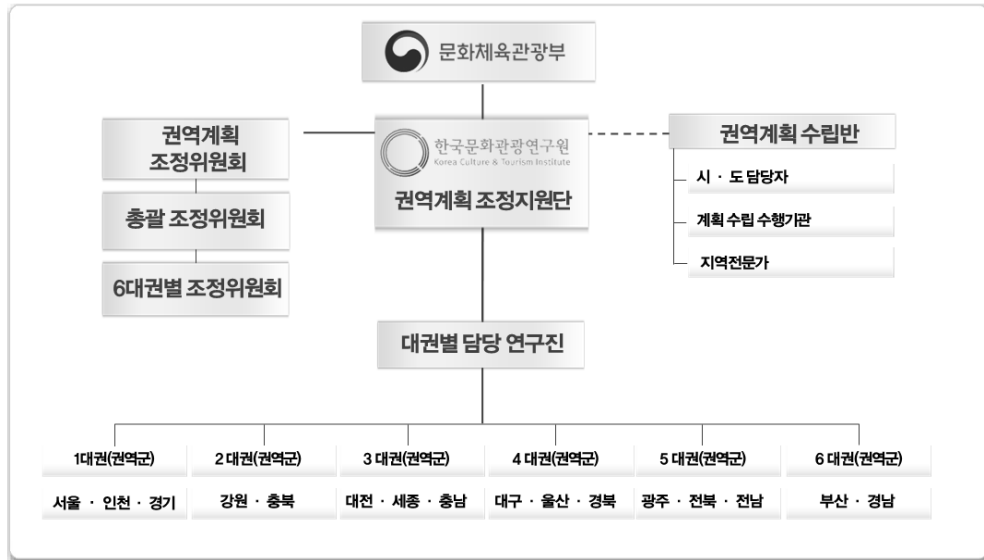 문화체육관광부
한국문화관광연구원
Korea Culture & Tourism Institute
권역계획 조정지원단
권역계획
조정위원회
총괄 조정위원회
6대권별 조정위원회
권역계획 수립반
시 · 도 담당자
계획 수립 수행기관
지역전문가
대권별 담당 연구진
1대권(권역군)
2 대권(권역군)
3 대권(권역군)
4 대권(권역군)
5 대권(권역군)
6 대권(권역군)
서울 · 인천 · 경기
강원 · 충북
대전 · 세종 · 충남
대구 · 울산 · 경북
광주 · 전북 · 전남
부산 · 경남